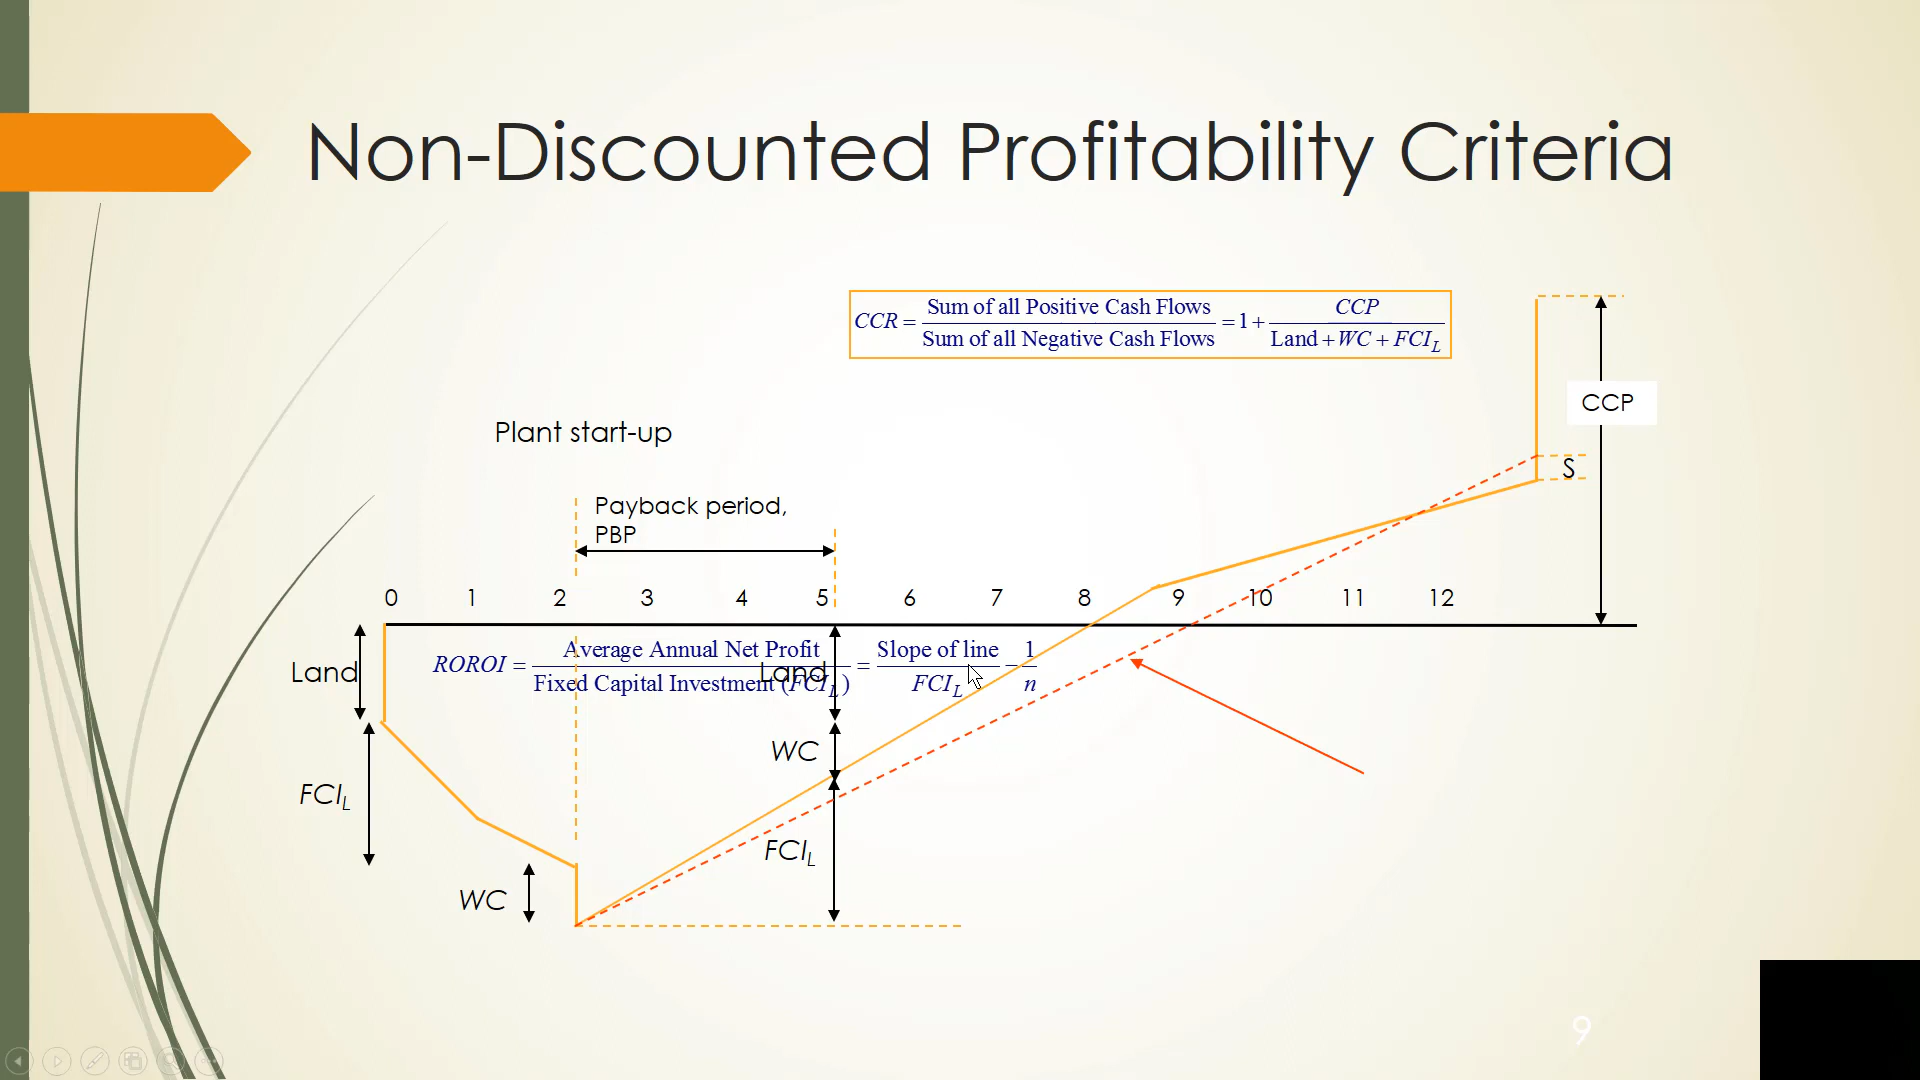 Non-Discounted Profitability Criteria
CCR = Sum of all Positive Cash Flows / Sum of all Negative Cash Flows = 1 + CCP / Land + WC + FCI_L
CCP
Plant start-up
S
Payback period,
PBP
0 1 2 3 4 5 6 7 8 9 10 11 12
ROROI = Average Annual Net Profit / Fixed Capital Investment (FCI_L) = Slope of line / FCI_L − 1 / n
Land
Land
WC
FCI_L
FCI_L
WC
9